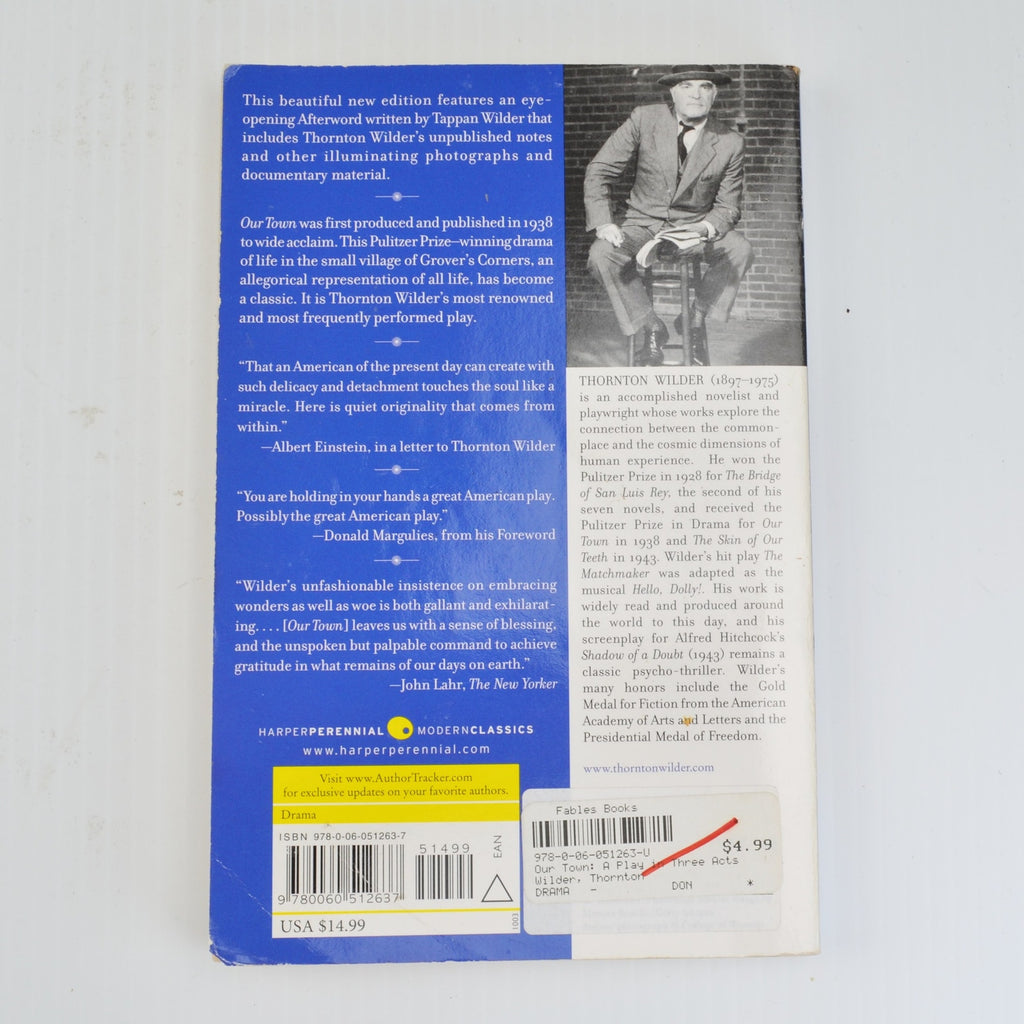 This beautiful new edition features an eye-
opening Afterword written by Tappan Wilder that
includes Thornton Wilder's unpublished notes
and other illuminating photographs and
documentary material.
Our Town was first produced and published in 1938
to wide acclaim. This Pulitzer Prize–winning drama
of life in the small village of Grover's Corners, an
allegorical representation of all life, has become
a classic. It is Thornton Wilder's most renowned
and most frequently performed play.
"That an American of the present day can create with
such delicacy and detachment touches the soul like a
miracle. Here is quiet originality that comes from
within."
—Albert Einstein, in a letter to Thornton Wilder
"You are holding in your hands a great American play.
Possibly the great American play."
—Donald Margulies, from his Foreword
"Wilder's unfashionable insistence on embracing
wonders as well as woe is both gallant and exhilarat-
ing. . . . [Our Town] leaves us with a sense of blessing,
and the unspoken but palpable command to achieve
gratitude in what remains of our days on earth."
—John Lahr, The New Yorker
HARPERPERENNIAL MODERNCLASSICS
www.harperperennial.com
Visit www.AuthorTracker.com
for exclusive updates on your favorite authors.
Drama
ISBN 978-0-06-051263-7
51499
EAN
9 780060 512637
USA $14.99
1003
THORNTON WILDER (1897–1975)
is an accomplished novelist and
playwright whose works explore the
connection between the common-
place and the cosmic dimensions of
human experience. He won the
Pulitzer Prize in 1928 for The Bridge
of San Luis Rey, the second of his
seven novels, and received the
Pulitzer Prize in Drama for Our
Town in 1938 and The Skin of Our
Teeth in 1943. Wilder's hit play The
Matchmaker was adapted as the
musical Hello, Dolly!. His work is
widely read and produced around
the world to this day, and his
screenplay for Alfred Hitchcock's
Shadow of a Doubt (1943) remains a
classic psycho-thriller. Wilder's
many honors include the Gold
Medal for Fiction from the American
Academy of Arts and Letters and the
Presidential Medal of Freedom.
www.thorntonwilder.com
Fables Books
978-0-06-051263-U
$4.99
Our Town: A Play in Three Acts
Wilder, Thornton
DRAMA – DON *